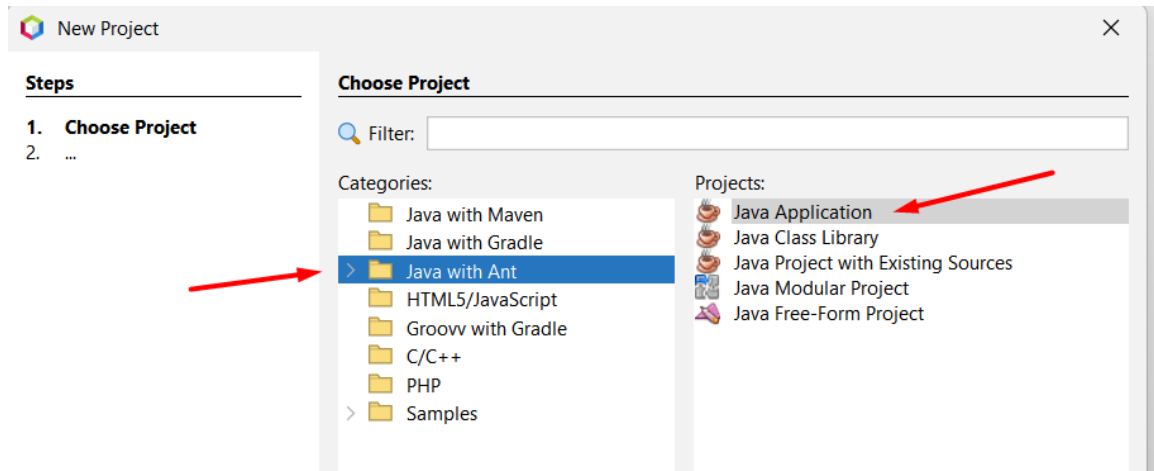 New Project
Steps
1. Choose Project
2. ...
Choose Project
Filter:
Categories:
Java with Maven
Java with Gradle
Java with Ant
HTML5/JavaScript
Groovy with Gradle
C/C++
PHP
Samples
Projects:
Java Application
Java Class Library
Java Project with Existing Sources
Java Modular Project
Java Free-Form Project